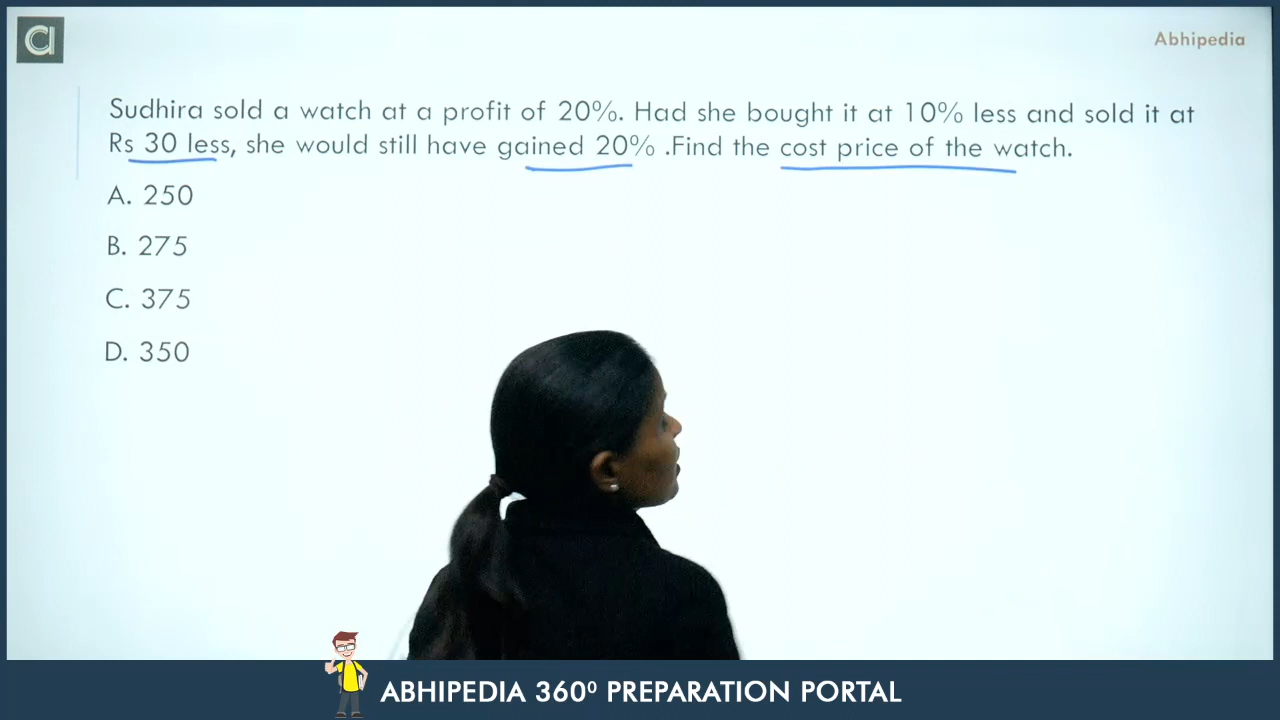 Abhipedia
Sudhira sold a watch at a profit of 20%. Had she bought it at 10% less and sold it at
Rs 30 less, she would still have gained 20% .Find the cost price of the watch.
A. 250
B. 275
C. 375
D. 350
ABHIPEDIA 360⁰ PREPARATION PORTAL